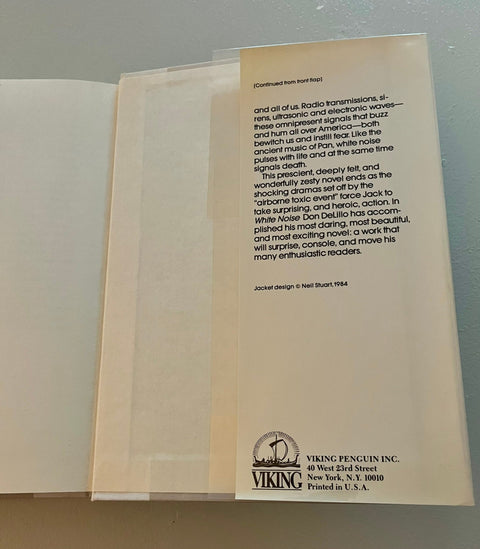 (Continued from front flap)
and all of us. Radio transmissions, si-
rens, ultrasonic and electronic waves—
these omnipresent signals that buzz
and hum all over America—both
bewitch us and instill fear. Like the
ancient music of Pan, white noise
pulses with life and at the same time
signals death.
This prescient, deeply felt, and
wonderfully zesty novel ends as the
shocking dramas set off by the
"airborne toxic event" force Jack to
take surprising, and heroic, action. In
White Noise Don DeLillo has accom-
plished his most daring, most beautiful,
and most exciting novel: a work that
will surprise, console, and move his
many enthusiastic readers.
Jacket design © Neil Stuart, 1984
VIKING
VIKING PENGUIN INC.
40 West 23rd Street
New York, N.Y. 10010
Printed in U.S.A.